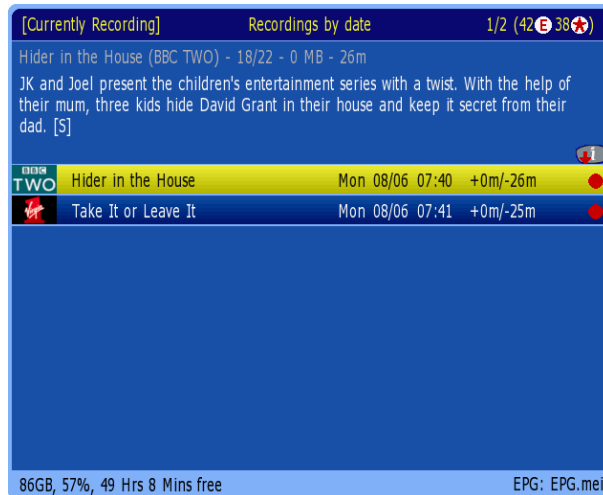 [Currently Recording] Recordings by date 1/2 (42 E 38 )
Hider in the House (BBC TWO) - 18/22 - 0 MB - 26m
JK and Joel present the children's entertainment series with a twist. With the help of
their mum, three kids hide David Grant in their house and keep it secret from their
dad. [S]
i
BBC
TWO Hider in the House Mon 08/06 07:40 +0m/-26m
Take It or Leave It Mon 08/06 07:41 +0m/-25m
86GB, 57%, 49 Hrs 8 Mins free EPG: EPG.mei